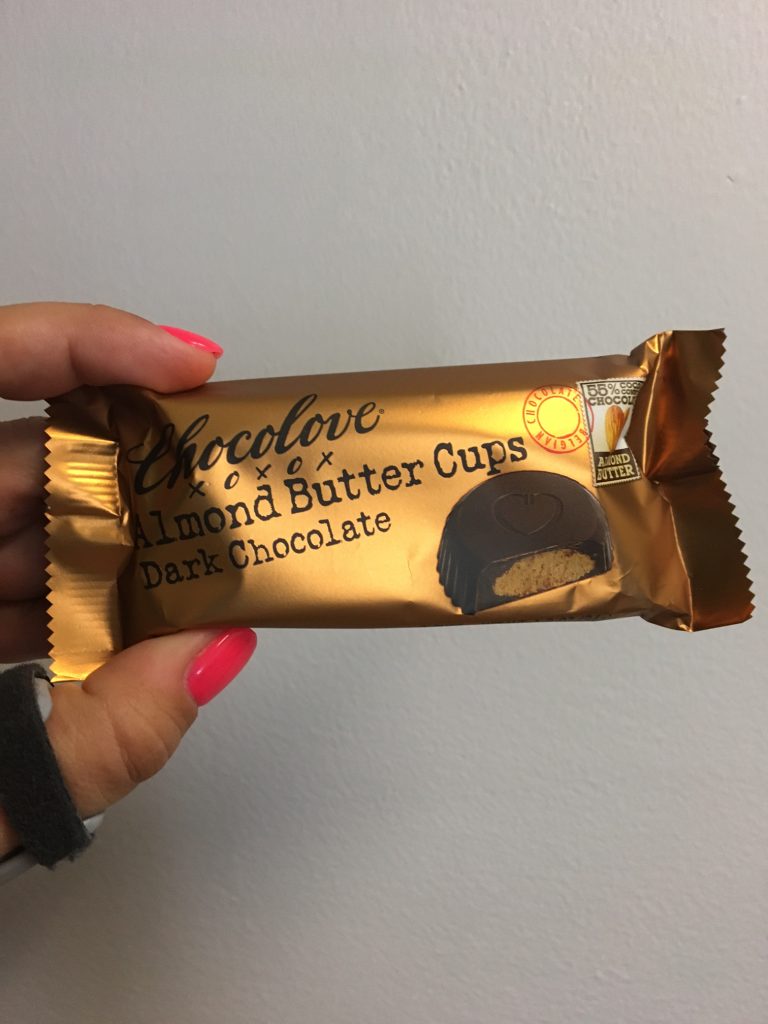 Chocolove®
xoxox
Almond Butter Cups
Dark Chocolate
BELGIAN CHOCOLATE
55% COCOA
CHOCOLATE
ALMOND
BUTTER